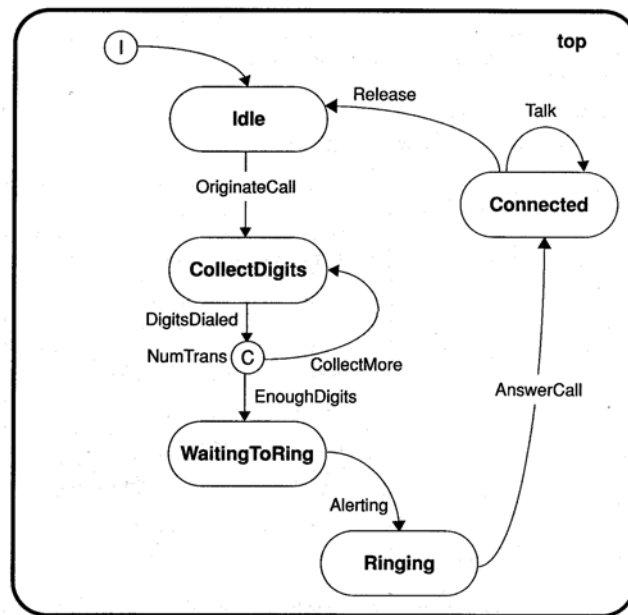 I
top
Release
Talk
Idle
OriginateCall
Connected
CollectDigits
DigitsDialed
NumTrans
C
CollectMore
EnoughDigits
AnswerCall
WaitingToRing
Alerting
Ringing